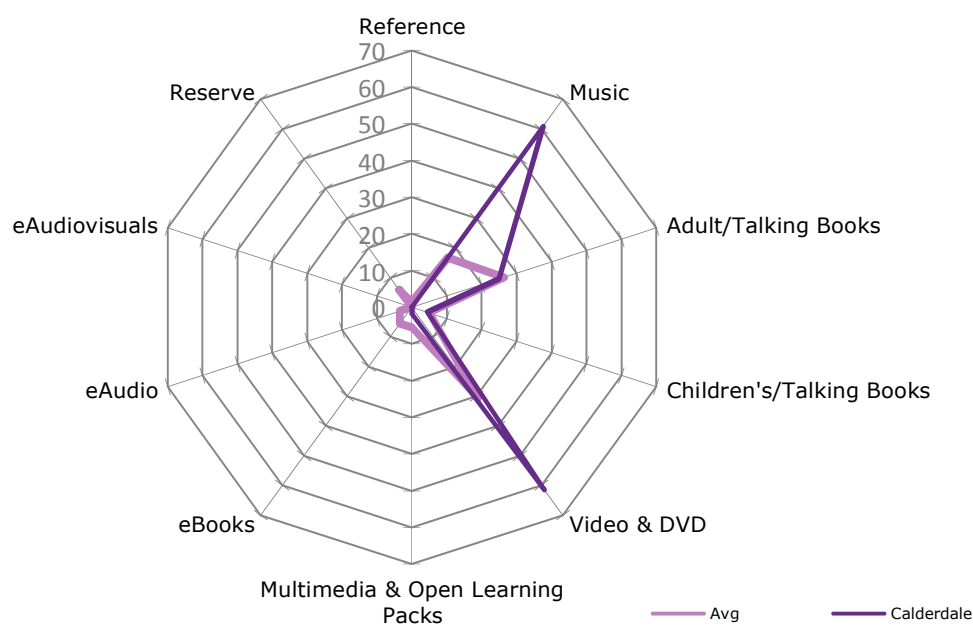 Reference
70
60
50
40
30
20
10
0
Reserve
Music
eAudiovisuals
Adult/Talking Books
eAudio
Children's/Talking Books
eBooks
Video & DVD
Multimedia & Open Learning
Packs
Avg
Calderdale